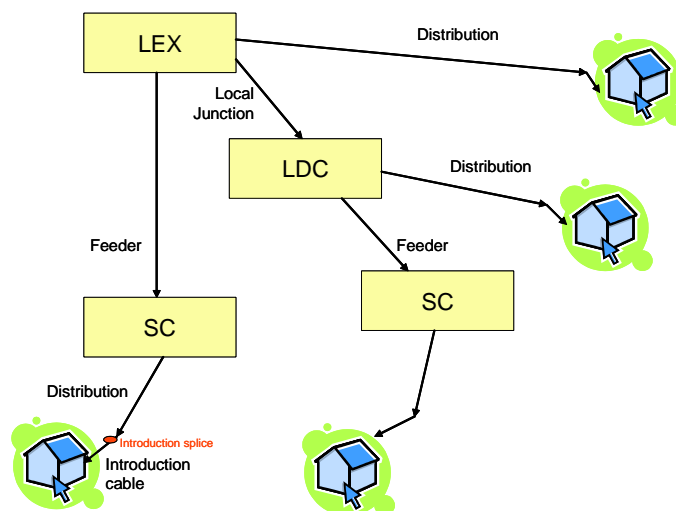 LEX
Distribution
Local
Junction
LDC
Distribution
Feeder
Feeder
SC
SC
Distribution
Introduction splice
Introduction
cable